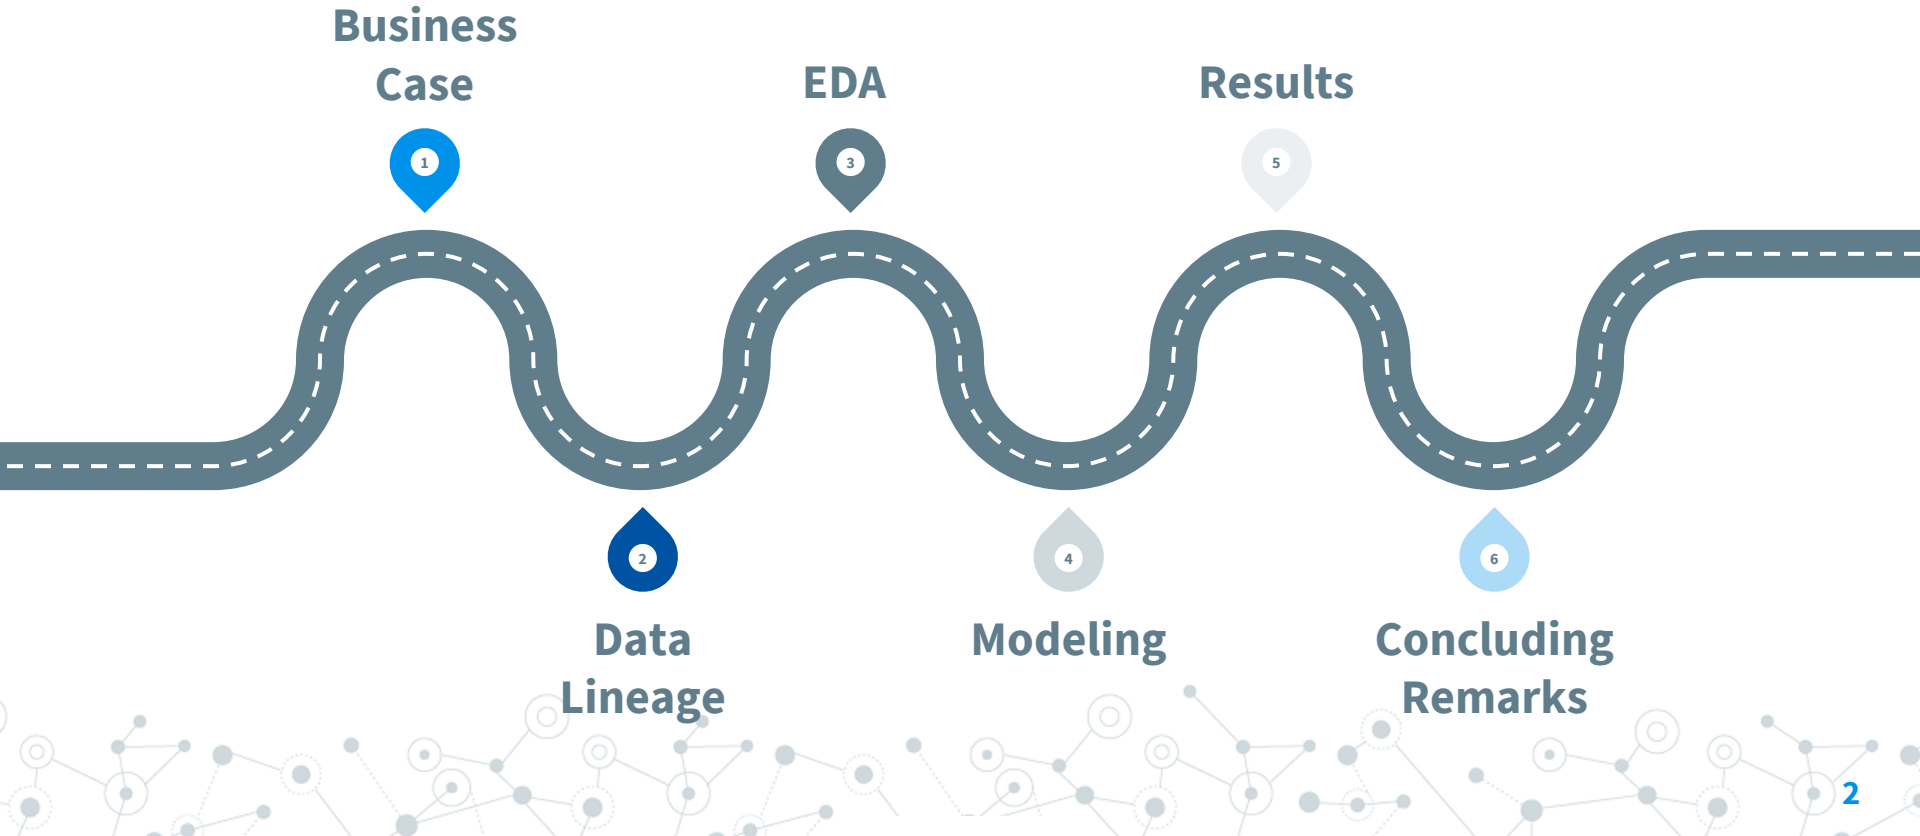 Business
Case
1
Data
Lineage
2
EDA
3
Modeling
4
Results
5
Concluding
Remarks
6
2